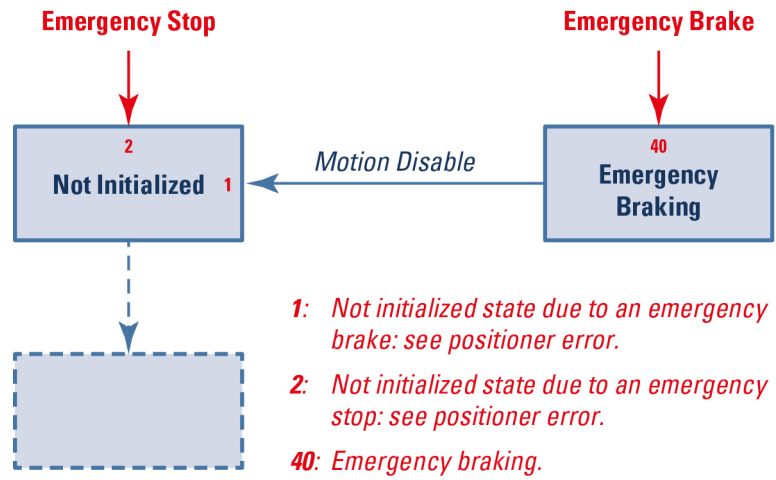 Emergency Stop
Emergency Brake
2
40
Not Initialized
1
Motion Disable
Emergency
Braking
1: Not initialized state due to an emergency
brake: see positioner error.
2: Not initialized state due to an emergency
stop: see positioner error.
40: Emergency braking.